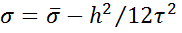 σ = σ̄ − h²/12τ²